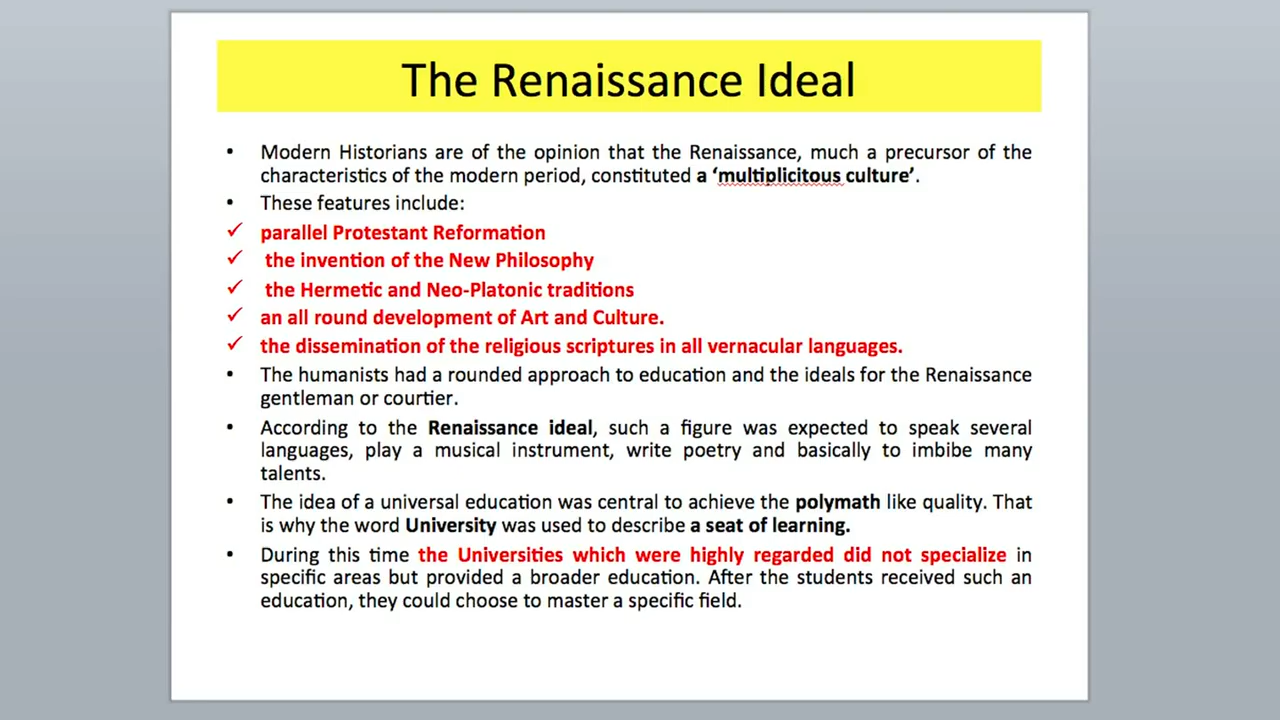 The Renaissance Ideal
• Modern Historians are of the opinion that the Renaissance, much a precursor of the
characteristics of the modern period, constituted a ‘multiplicitous culture’.
• These features include:
✓ parallel Protestant Reformation
✓ the invention of the New Philosophy
✓ the Hermetic and Neo-Platonic traditions
✓ an all round development of Art and Culture.
✓ the dissemination of the religious scriptures in all vernacular languages.
• The humanists had a rounded approach to education and the ideals for the Renaissance
gentleman or courtier.
• According to the Renaissance ideal, such a figure was expected to speak several
languages, play a musical instrument, write poetry and basically to imbibe many
talents.
• The idea of a universal education was central to achieve the polymath like quality. That
is why the word University was used to describe a seat of learning.
• During this time the Universities which were highly regarded did not specialize in
specific areas but provided a broader education. After the students received such an
education, they could choose to master a specific field.